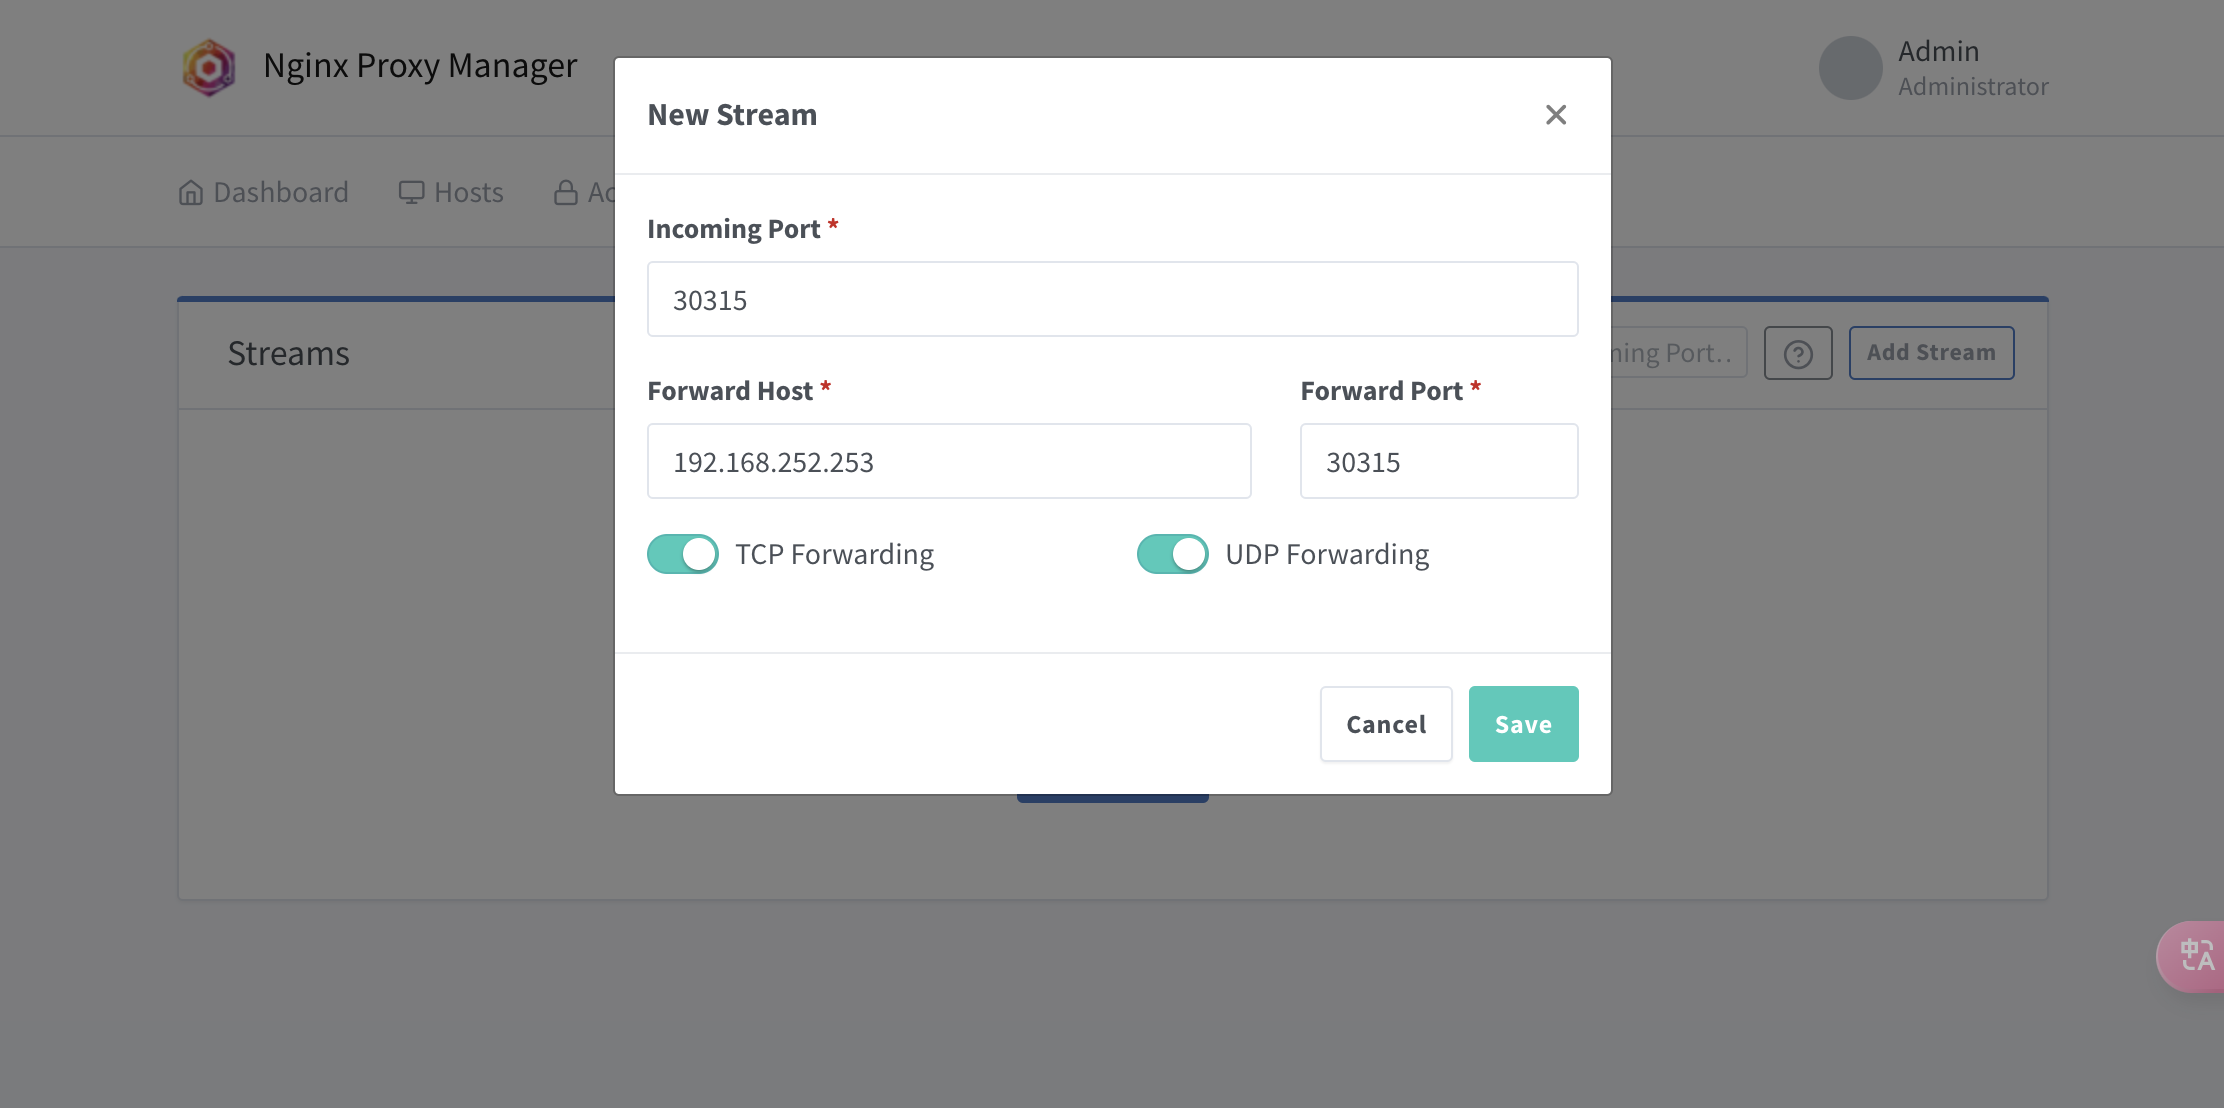 Nginx Proxy Manager
Admin
Administrator
Dashboard
Hosts
New Stream
Incoming Port *
30315
Streams
ning Port..
Add Stream
Forward Host *
Forward Port *
192.168.252.253
30315
TCP Forwarding
UDP Forwarding
Cancel
Save